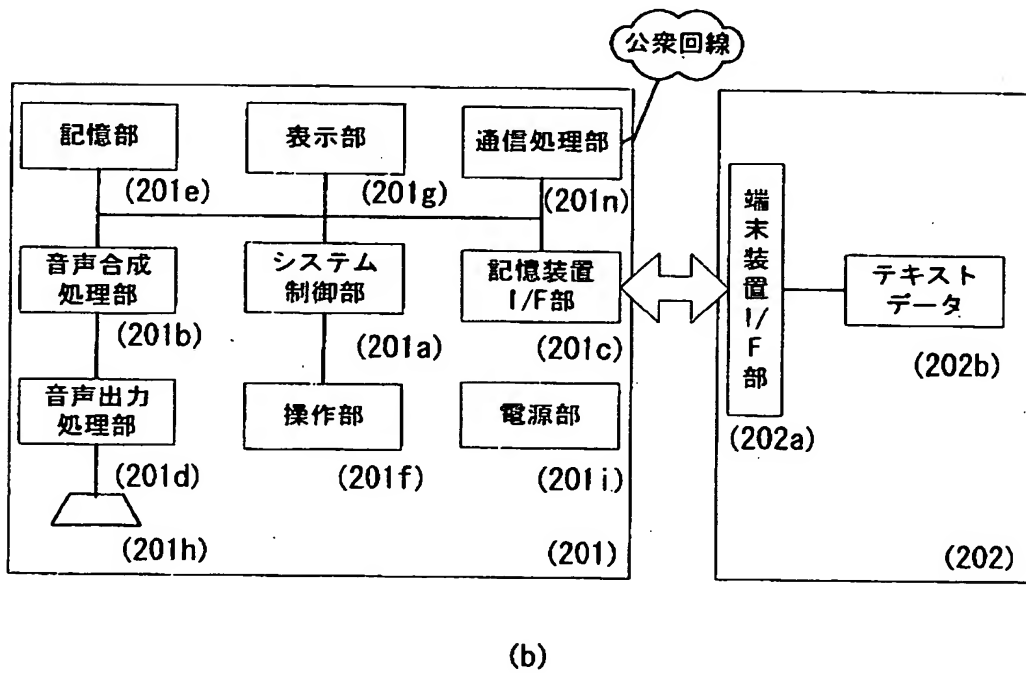 公衆回線
記憶部
表示部
通信処理部
(201e)
(201g)
(201n)
音声合成
処理部
システム
制御部
記憶装置
I/F部
端末装置I/F部
テキスト
データ
(201b)
(201a)
(201c)
(202b)
音声出力
処理部
操作部
電源部
(202a)
(201d)
(201f)
(201i)
(201h)
(201)
(202)
(b)